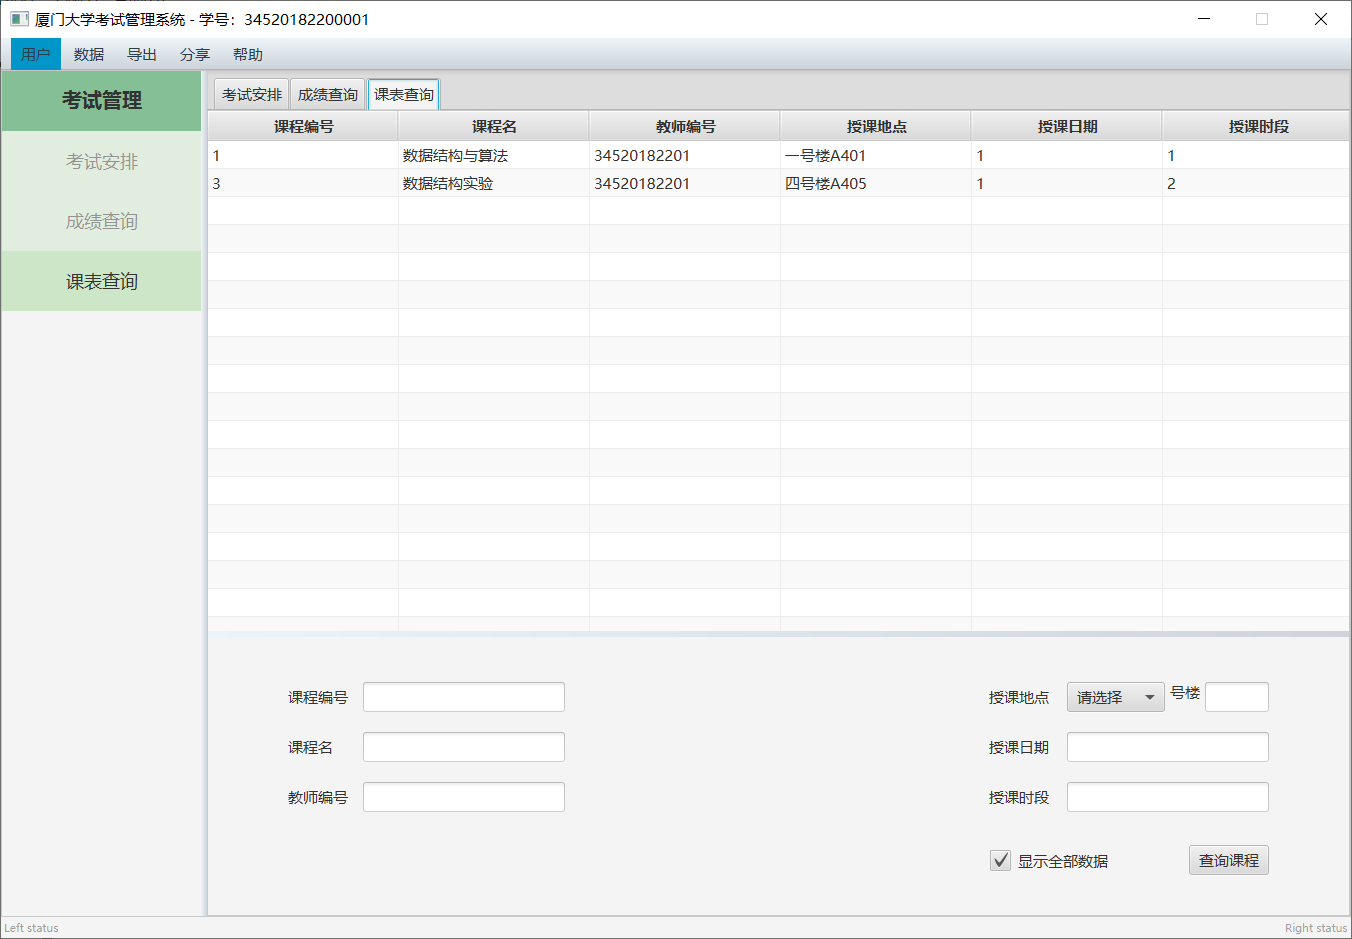 厦门大学考试管理系统 - 学号：34520182200001
用户 数据 导出 分享 帮助
考试管理
考试安排
成绩查询
课表查询
考试安排 成绩查询 课表查询
课程编号 课程名 教师编号 授课地点 授课日期 授课时段
1 数据结构与算法 34520182201 一号楼A401 1 1
3 数据结构实验 34520182201 四号楼A405 1 2
课程编号
课程名
教师编号
授课地点 请选择 号楼
授课日期
授课时段
显示全部数据 查询课程
Left status Right status